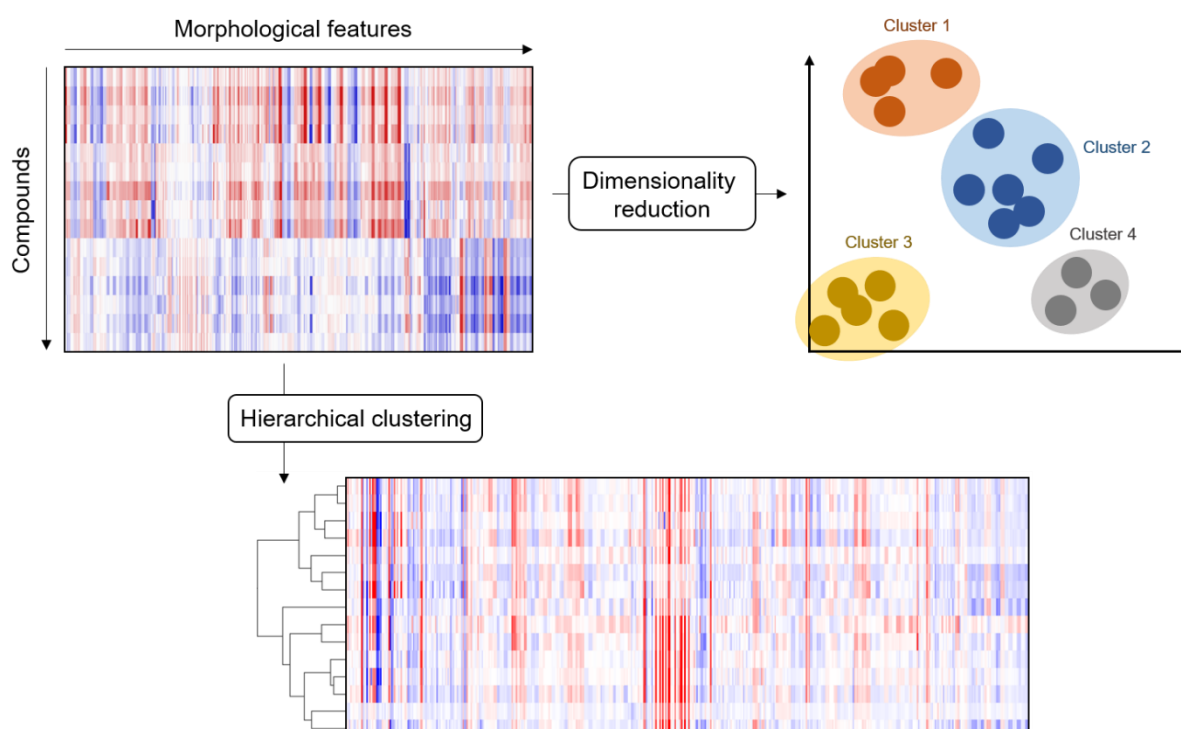 Morphological features
Compounds
Dimensionality
reduction
Cluster 1
Cluster 2
Cluster 3
Cluster 4
Hierarchical clustering